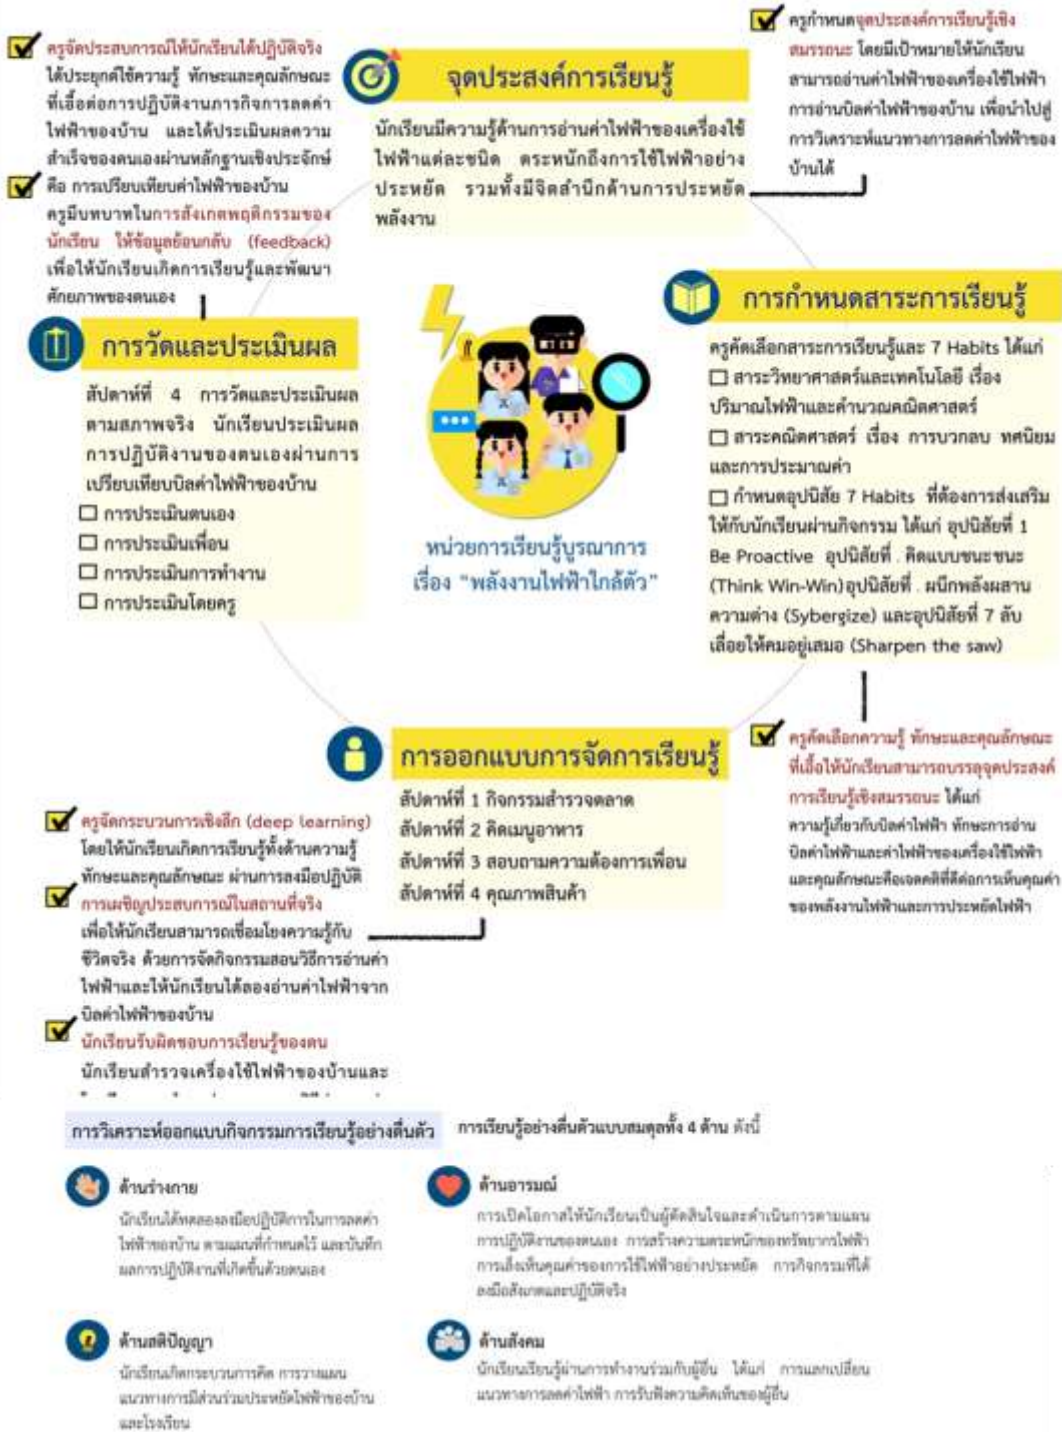 ครูจัดประสบการณ์ให้นักเรียนได้ปฏิบัติจริง
ได้ประยุกต์ใช้ความรู้ ทักษะและคุณลักษณะ
ที่เอื้อต่อการปฏิบัติงานภารกิจการลดค่า
ไฟฟ้าของบ้าน และได้ประเมินผลความ
สำเร็จของตนเองผ่านหลักฐานเชิงประจักษ์
คือ การเปรียบเทียบค่าไฟฟ้าของบ้าน
ครูมีบทบาทในการสังเกตพฤติกรรมของ
นักเรียน ให้ข้อมูลย้อนกลับ (feedback)
เพื่อให้นักเรียนเกิดการเรียนรู้และพัฒนา
ศักยภาพของตนเอง
จุดประสงค์การเรียนรู้
นักเรียนมีความรู้ด้านการอ่านค่าไฟฟ้าของเครื่องใช้
ไฟฟ้าแต่ละชนิด ตระหนักถึงการใช้ไฟฟ้าอย่าง
ประหยัด รวมทั้งมีจิตสำนึกด้านการประหยัด
พลังงาน
ครูกำหนดจุดประสงค์การเรียนรู้เชิง
สมรรถนะ โดยมีเป้าหมายให้นักเรียน
สามารถอ่านค่าไฟฟ้าของเครื่องใช้ไฟฟ้า
การอ่านบิลค่าไฟฟ้าของบ้าน เพื่อนำไปสู่
การวิเคราะห์แนวทางการลดค่าไฟฟ้าของ
บ้านได้
การวัดและประเมินผล
สัปดาห์ที่ 4 การวัดและประเมินผล
ตามสภาพจริง นักเรียนประเมินผล
การปฏิบัติงานของตนเองผ่านการ
เปรียบเทียบบิลค่าไฟฟ้าของบ้าน
☐ การประเมินตนเอง
☐ การประเมินเพื่อน
☐ การประเมินการทำงาน
☐ การประเมินโดยครู
หน่วยการเรียนรู้บูรณาการ
เรื่อง "พลังงานไฟฟ้าใกล้ตัว"
การกำหนดสาระการเรียนรู้
ครูคัดเลือกสาระการเรียนรู้และ 7 Habits ได้แก่
☐ สาระวิทยาศาสตร์และเทคโนโลยี เรื่อง
ปริมาณไฟฟ้าและคำนวณคณิตศาสตร์
☐ สาระคณิตศาสตร์ เรื่อง การบวกลบ ทศนิยม
และการประมาณค่า
☐ กำหนดอุปนิสัย 7 Habits ที่ต้องการส่งเสริม
ให้กับนักเรียนผ่านกิจกรรม ได้แก่ อุปนิสัยที่ 1
Be Proactive อุปนิสัยที่ . คิดแบบชนะชนะ
(Think Win-Win) อุปนิสัยที่ . ผนึกพลังผสาน
ความต่าง (Sybergize) และอุปนิสัยที่ 7 ลับ
เลื่อยให้คมอยู่เสมอ (Sharpen the saw)
ครูคัดเลือกความรู้ ทักษะและคุณลักษณะ
ที่เอื้อให้นักเรียนสามารถบรรลุจุดประสงค์
การเรียนรู้เชิงสมรรถนะ ได้แก่
ความรู้เกี่ยวกับบิลค่าไฟฟ้า ทักษะการอ่าน
บิลค่าไฟฟ้าและค่าไฟฟ้าของเครื่องใช้ไฟฟ้า
และคุณลักษณะคือเจตคติที่ดีต่อการเห็นคุณค่า
ของพลังงานไฟฟ้าและการประหยัดไฟฟ้า
การออกแบบการจัดการเรียนรู้
สัปดาห์ที่ 1 กิจกรรมสำรวจตลาด
สัปดาห์ที่ 2 คิดเมนูอาหาร
สัปดาห์ที่ 3 สอบถามความต้องการเพื่อน
สัปดาห์ที่ 4 คุณภาพสินค้า
ครูจัดกระบวนการเชิงลึก (deep learning)
โดยให้นักเรียนเกิดการเรียนรู้ทั้งด้านความรู้
ทักษะและคุณลักษณะ ผ่านการลงมือปฏิบัติ
การเผชิญประสบการณ์ในสถานที่จริง
เพื่อให้นักเรียนสามารถเชื่อมโยงความรู้กับ
ชีวิตจริง ด้วยการจัดกิจกรรมสอนวิธีการอ่านค่า
ไฟฟ้าและให้นักเรียนได้ลองอ่านค่าไฟฟ้าจาก
บิลค่าไฟฟ้าของบ้าน
นักเรียนรับผิดชอบการเรียนรู้ของตน
นักเรียนสำรวจเครื่องใช้ไฟฟ้าของบ้านและ
การวิเคราะห์ออกแบบกิจกรรมการเรียนรู้อย่างตื่นตัว
การเรียนรู้อย่างตื่นตัวแบบสมดุลทั้ง 4 ด้าน ดังนี้
ด้านร่างกาย
นักเรียนได้ทดลองลงมือปฏิบัติการในการลดค่า
ไฟฟ้าของบ้าน ตามแผนที่กำหนดไว้ และบันทึก
ผลการปฏิบัติงานที่เกิดขึ้นด้วยตนเอง
ด้านอารมณ์
การเปิดโอกาสให้นักเรียนเป็นผู้ตัดสินใจและดำเนินการตามแผน
การปฏิบัติงานของตนเอง การสร้างความตระหนักของทรัพยากรไฟฟ้า
การเล็งเห็นคุณค่าของการใช้ไฟฟ้าอย่างประหยัด การกิจกรรมที่ได้
ลงมือสังเกตและปฏิบัติจริง
ด้านสติปัญญา
นักเรียนเกิดกระบวนการคิด การวางแผน
แนวทางการมีส่วนร่วมประหยัดไฟฟ้าของบ้าน
และโรงเรียน
ด้านสังคม
นักเรียนเรียนรู้ผ่านการทำงานร่วมกับผู้อื่น ได้แก่ การแลกเปลี่ยน
แนวทางการลดค่าไฟฟ้า การรับฟังความคิดเห็นของผู้อื่น